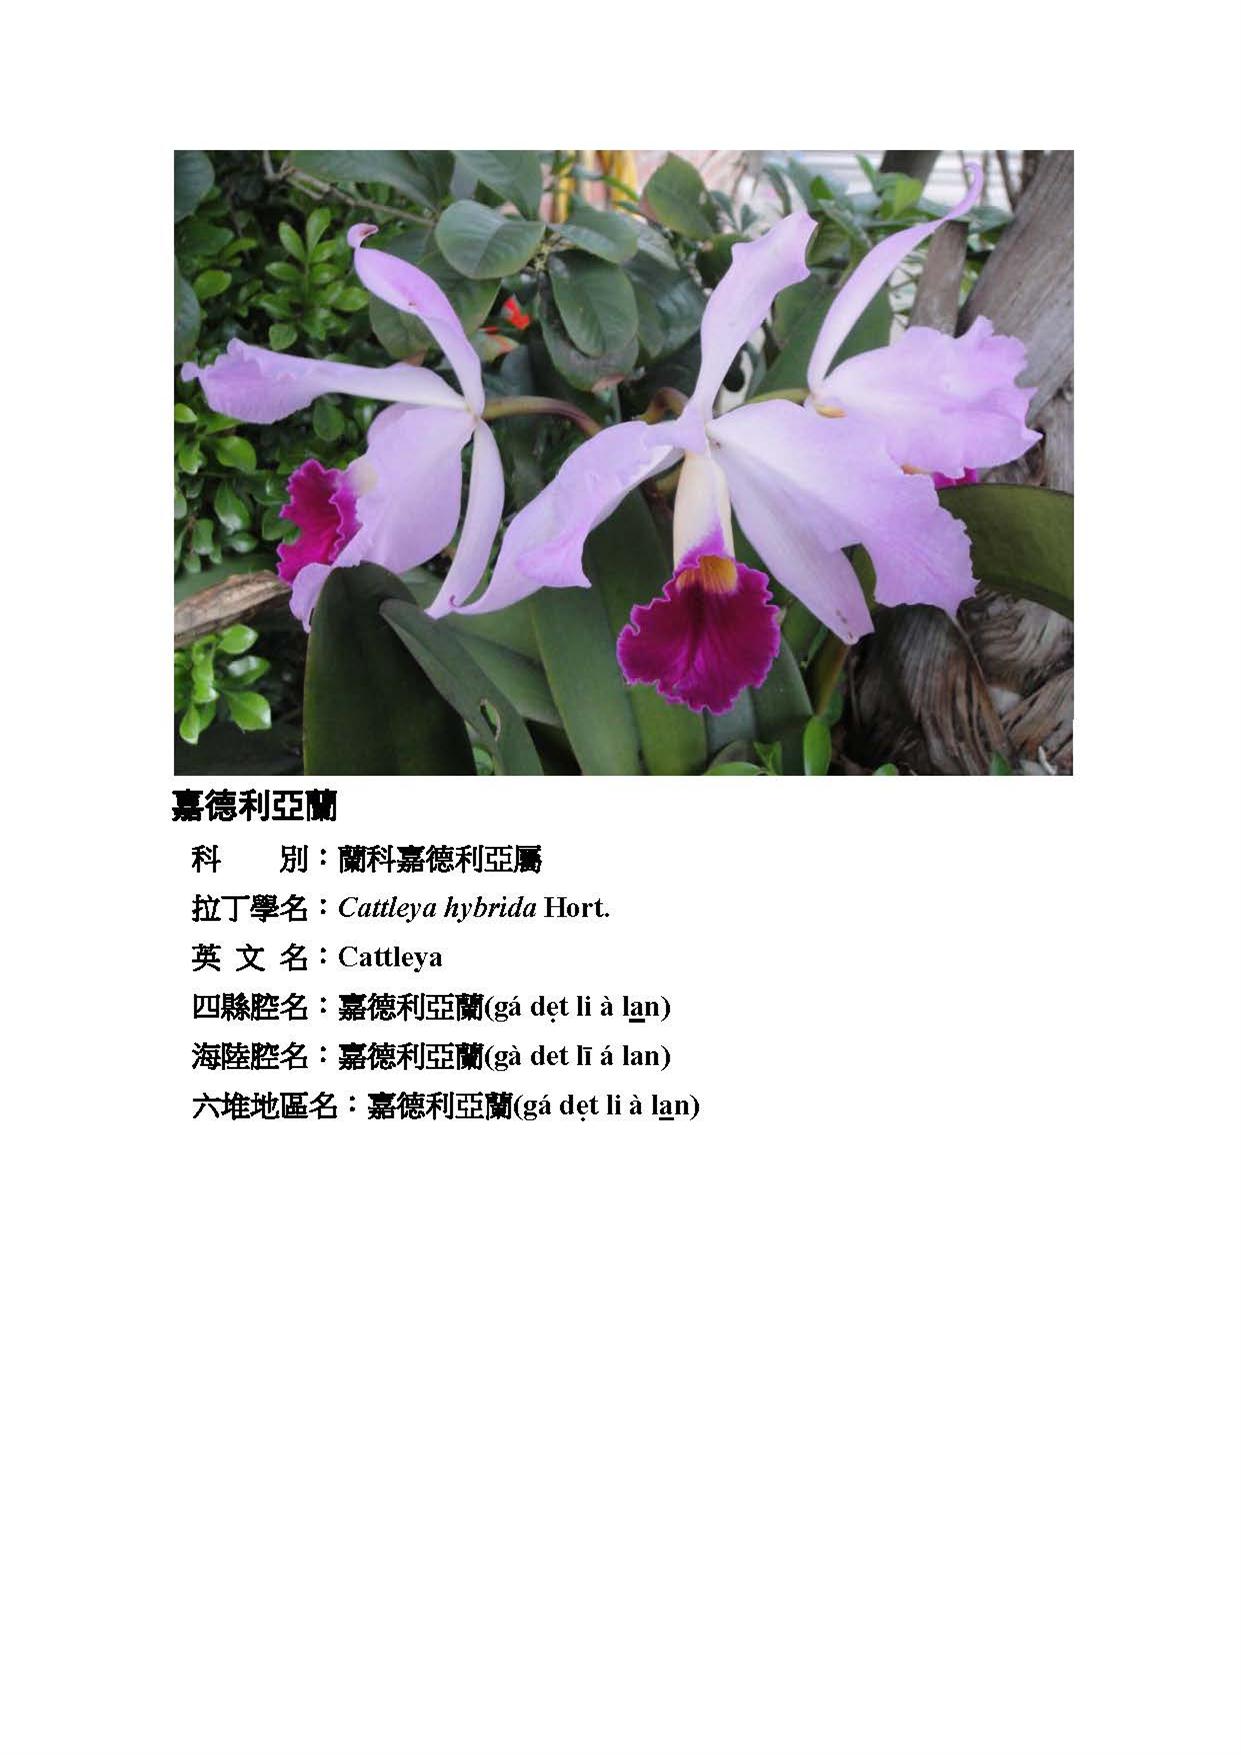 嘉德利亞蘭
科　　別：蘭科嘉德利亞屬
拉丁學名：Cattleya hybrida Hort.
英 文 名：Cattleya
四縣腔名：嘉德利亞蘭(gá dẹt li à la̲n)
海陸腔名：嘉德利亞蘭(gà det lī á lan)
六堆地區名：嘉德利亞蘭(gá dẹt li à la̲n)